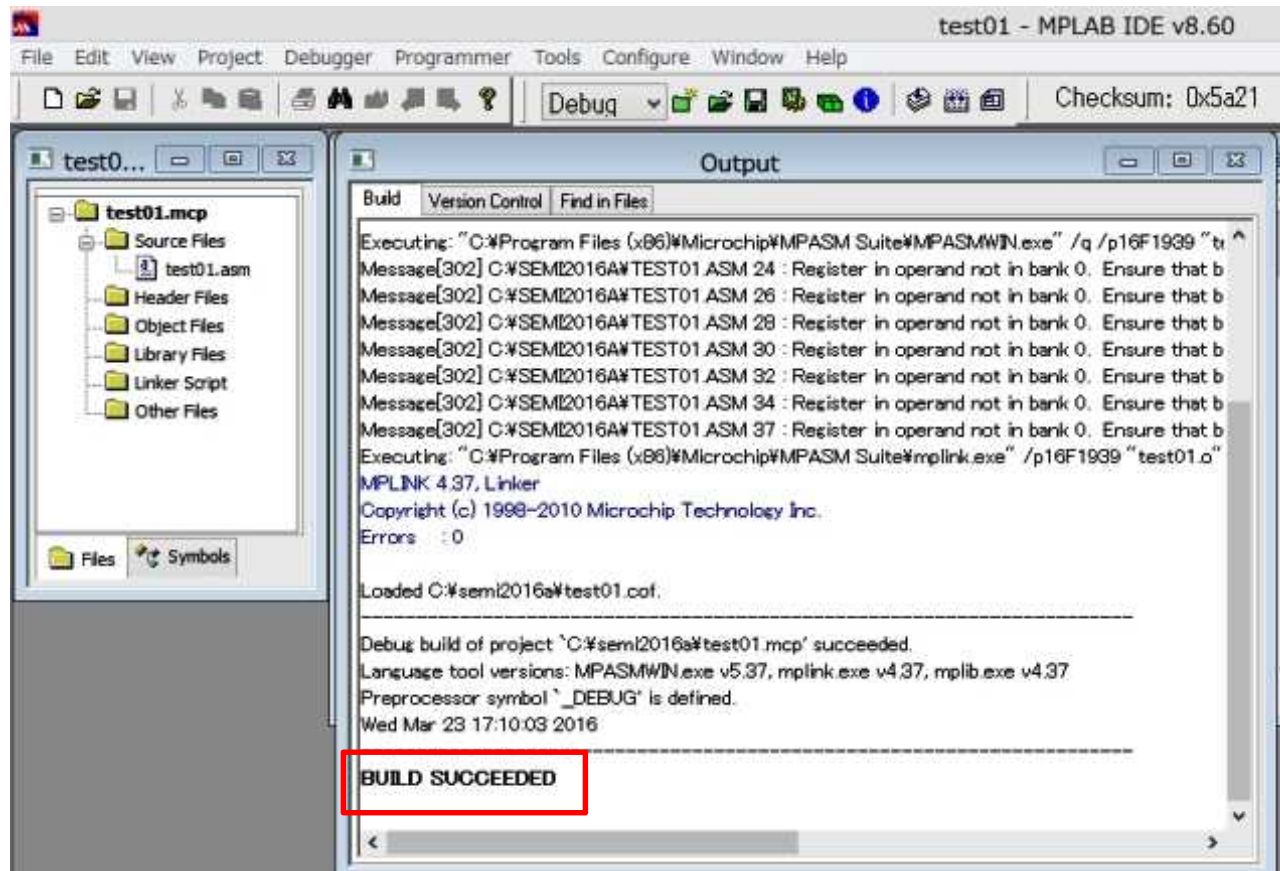 test01 - MPLAB IDE v8.60
File Edit View Project Debugger Programmer Tools Configure Window Help
Debug Checksum: 0x5a21
test0...
test01.mcp
Source Files
test01.asm
Header Files
Object Files
Library Files
Linker Script
Other Files
Files Symbols
Output
Build Version Control Find in Files
Executing: "C:¥Program Files (x86)¥Microchip¥MPASM Suite¥MPASMWIN.exe" /q /p16F1939 "t
Message[302] C:¥SEMI2016A¥TEST01.ASM 24 : Register in operand not in bank 0. Ensure that b
Message[302] C:¥SEMI2016A¥TEST01.ASM 26 : Register in operand not in bank 0. Ensure that b
Message[302] C:¥SEMI2016A¥TEST01.ASM 28 : Register in operand not in bank 0. Ensure that b
Message[302] C:¥SEMI2016A¥TEST01.ASM 30 : Register in operand not in bank 0. Ensure that b
Message[302] C:¥SEMI2016A¥TEST01.ASM 32 : Register in operand not in bank 0. Ensure that b
Message[302] C:¥SEMI2016A¥TEST01.ASM 34 : Register in operand not in bank 0. Ensure that b
Message[302] C:¥SEMI2016A¥TEST01.ASM 37 : Register in operand not in bank 0. Ensure that b
Executing: "C:¥Program Files (x86)¥Microchip¥MPASM Suite¥mplink.exe" /p16F1939 "test01.o"
MPLINK 4.37, Linker
Copyright (c) 1998-2010 Microchip Technology Inc.
Errors : 0
Loaded C:¥semi2016a¥test01.cof.
Debug build of project `C:¥semi2016a¥test01.mcp' succeeded.
Language tool versions: MPASMWIN.exe v5.37, mplink.exe v4.37, mplib.exe v4.37
Preprocessor symbol `_DEBUG' is defined.
Wed Mar 23 17:10:03 2016
BUILD SUCCEEDED